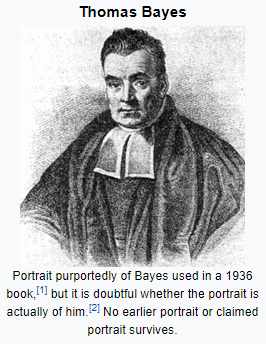 Thomas Bayes
Portrait purportedly of Bayes used in a 1936
book,[1] but it is doubtful whether the portrait is
actually of him.[2] No earlier portrait or claimed
portrait survives.